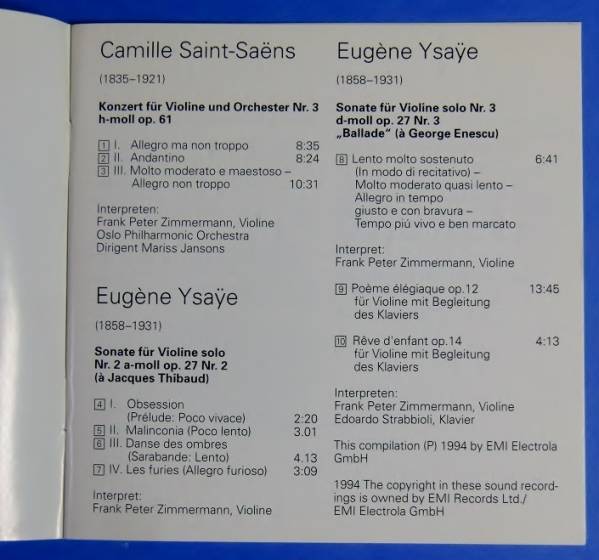 Camille Saint-Saëns
(1835–1921)
Konzert für Violine und Orchester Nr. 3
h-moll op. 61
1 I. Allegro ma non troppo 8:35
2 II. Andantino 8:24
3 III. Molto moderato e maestoso –
Allegro non troppo 10:31
Interpreten:
Frank Peter Zimmermann, Violine
Oslo Philharmonic Orchestra
Dirigent Mariss Jansons
Eugène Ysaÿe
(1858–1931)
Sonate für Violine solo
Nr. 2 a-moll op. 27 Nr. 2
(à Jacques Thibaud)
4 I. Obsession
(Prélude: Poco vivace) 2:20
5 II. Malinconia (Poco lento) 3.01
6 III. Danse des ombres
(Sarabande: Lento) 4.13
7 IV. Les furies (Allegro furioso) 3:09
Interpret:
Frank Peter Zimmermann, Violine
Eugène Ysaÿe
(1858–1931)
Sonate für Violine solo Nr. 3
d-moll op. 27 Nr. 3
„Ballade" (à George Enescu)
8 Lento molto sostenuto 6:41
(In modo di recitativo) –
Molto moderato quasi lento –
Allegro in tempo
giusto e con bravura –
Tempo piú vivo e ben marcato
Interpret:
Frank Peter Zimmermann, Violine
9 Poème élégiaque op.12 13:45
für Violine mit Begleitung
des Klaviers
10 Rêve d'enfant op.14 4:13
für Violine mit Begleitung
des Klaviers
Interpreten:
Frank Peter Zimmermann, Violine
Edoardo Strabbioli, Klavier
This compilation (P) 1994 by EMI Electrola
GmbH
1994 The copyright in these sound record-
ings is owned by EMI Records Ltd./
EMI Electrola GmbH